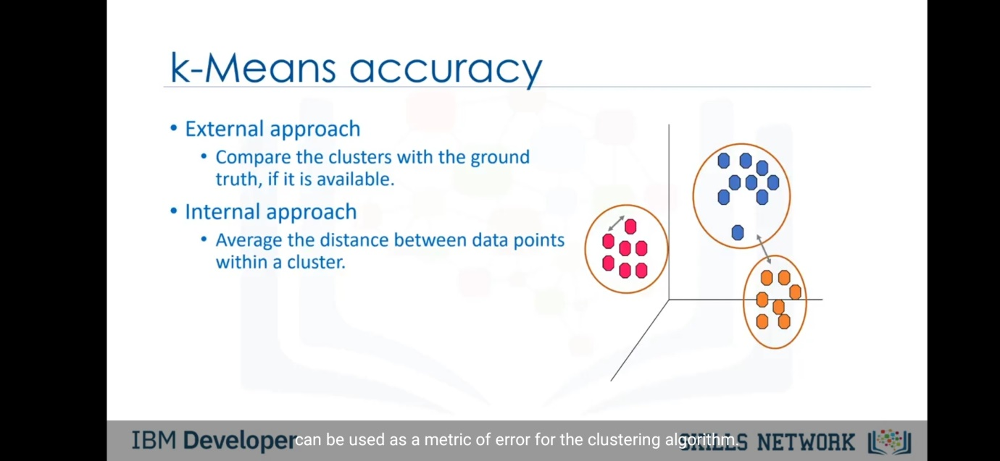 k-Means accuracy
• External approach
• Compare the clusters with the ground
truth, if it is available.
• Internal approach
• Average the distance between data points
within a cluster.
IBM Developer
can be used as a metric of error for the clustering algorithm.
SKILLS NETWORK